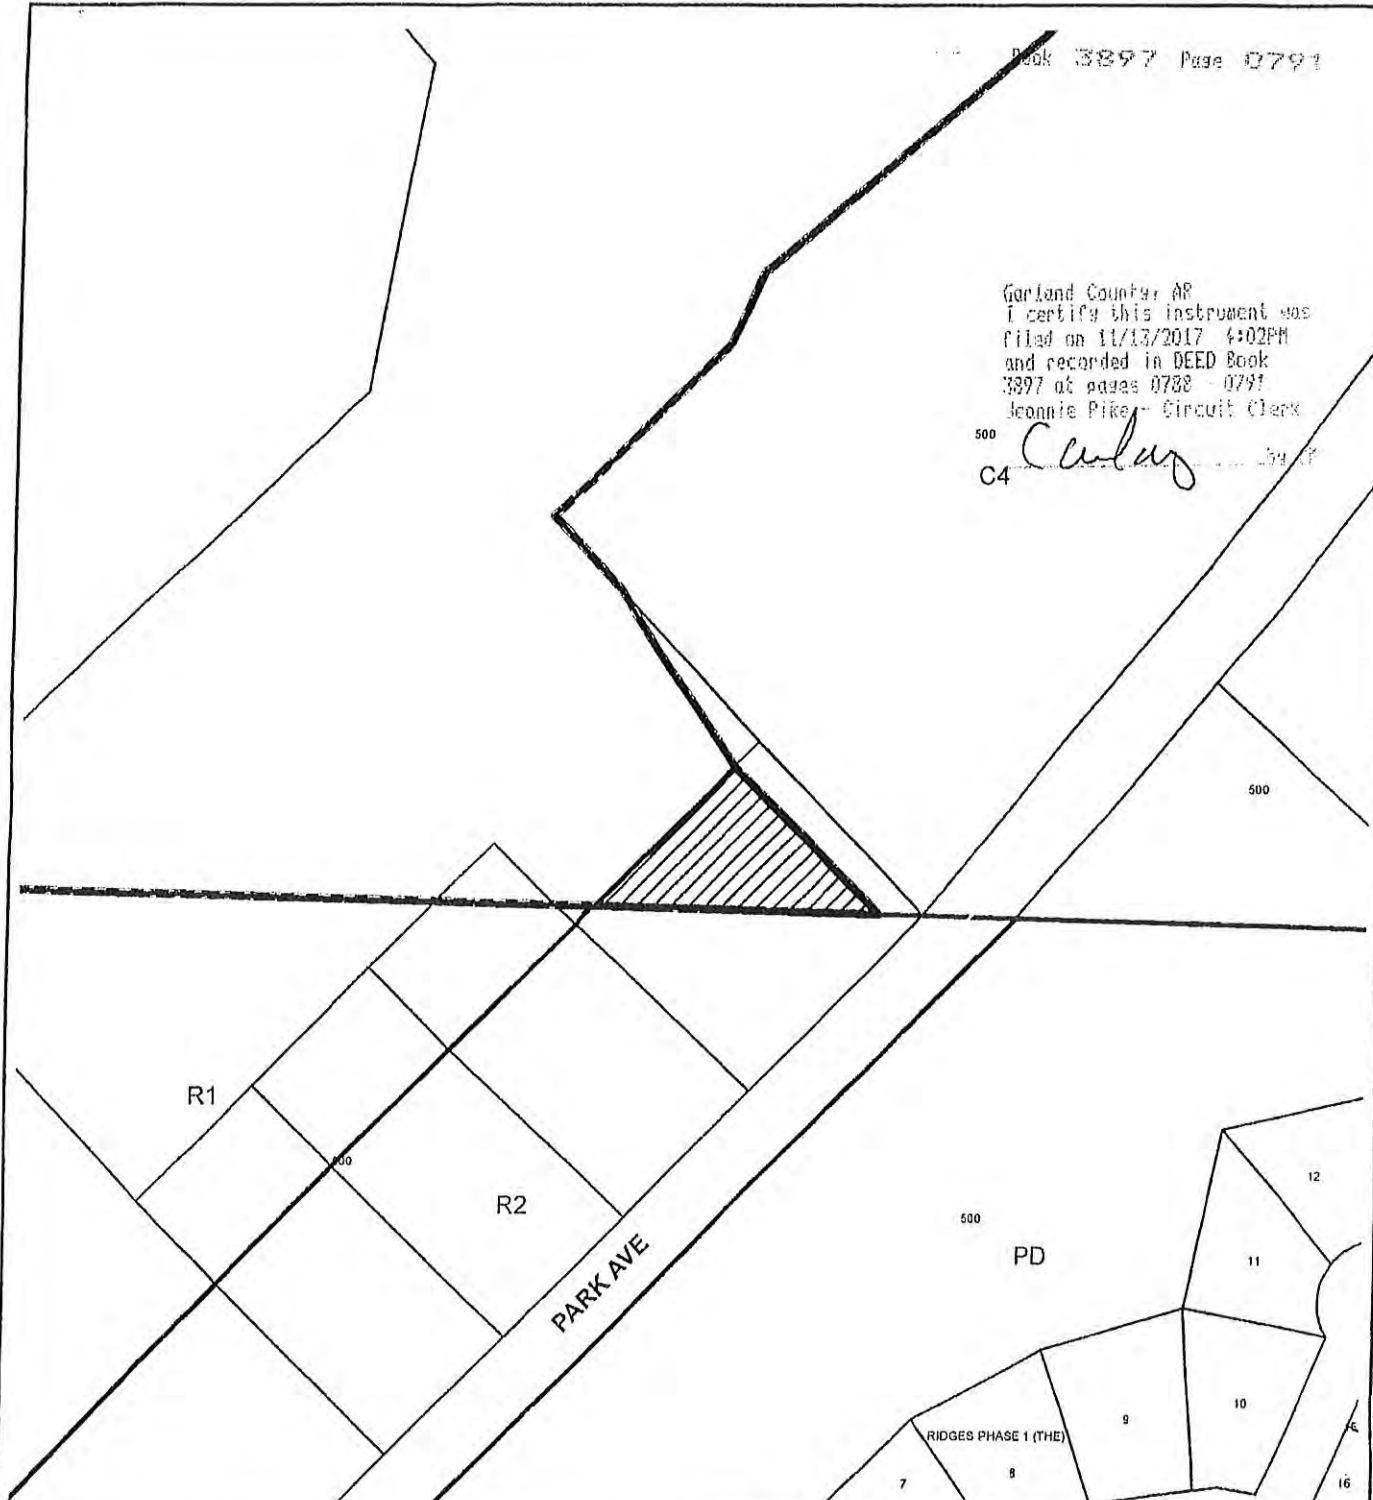 Book 3897 Page 0791
Garland County, AR
I certify this instrument was
filed on 11/13/2017 4:02PM
and recorded in DEED Book
3897 at pages 0788 - 0791
Jeannie Pike - Circuit Clerk
500
C4
by
500
R1
R2
PARK AVE
500
PD
12
11
10
9
RIDGES PHASE 1 (THE)
8
7
16